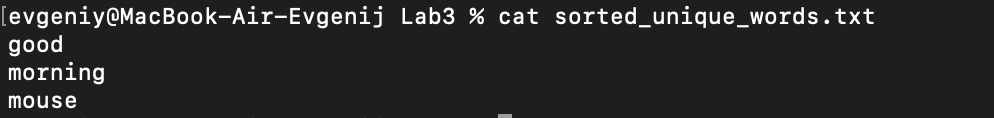 [evgeniy@MacBook-Air-Evgenij Lab3 % cat sorted_unique_words.txt
good
morning
mouse